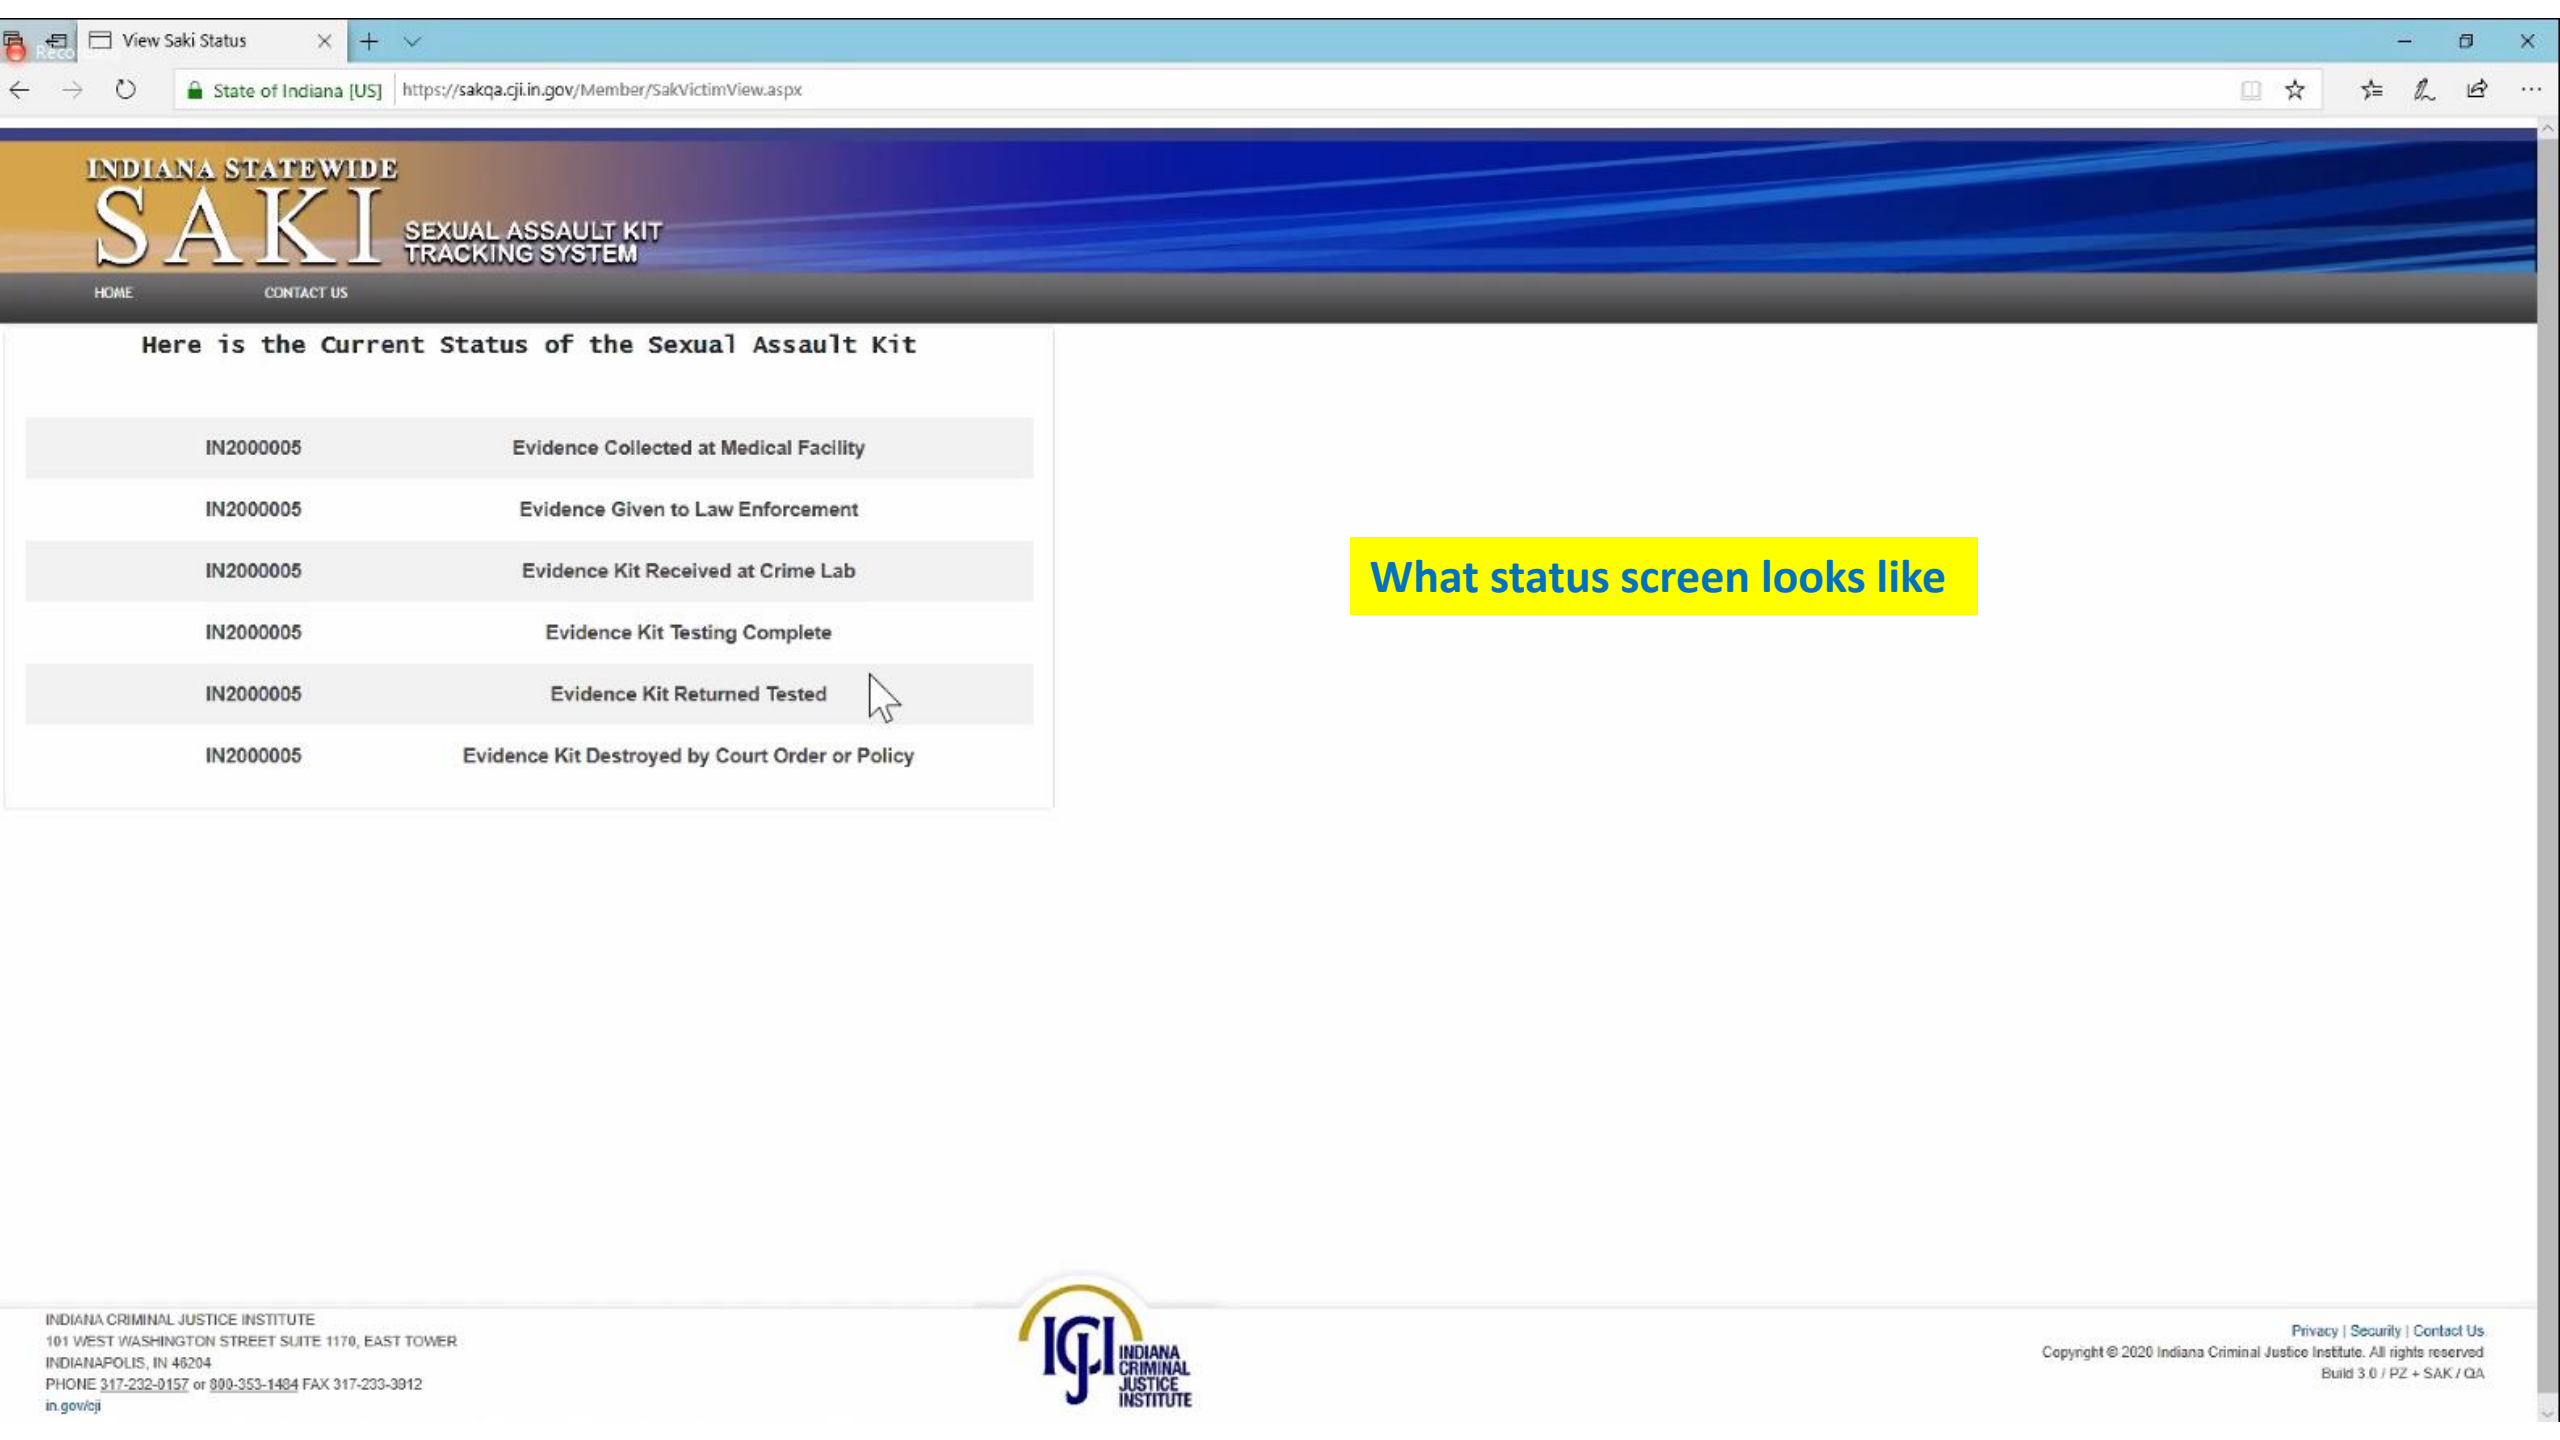 View Saki Status
Reco
State of Indiana [US] https://sakqa.cji.in.gov/Member/SakVictimView.aspx
INDIANA STATEWIDE
SAKI SEXUAL ASSAULT KIT
TRACKING SYSTEM
HOME CONTACT US
Here is the Current Status of the Sexual Assault Kit
IN2000005 Evidence Collected at Medical Facility
IN2000005 Evidence Given to Law Enforcement
IN2000005 Evidence Kit Received at Crime Lab
IN2000005 Evidence Kit Testing Complete
IN2000005 Evidence Kit Returned Tested
IN2000005 Evidence Kit Destroyed by Court Order or Policy
What status screen looks like
INDIANA CRIMINAL JUSTICE INSTITUTE
101 WEST WASHINGTON STREET SUITE 1170, EAST TOWER
INDIANAPOLIS, IN 46204
PHONE 317-232-0157 or 800-353-1484 FAX 317-233-3912
in.gov/cji
ICJI INDIANA
CRIMINAL
JUSTICE
INSTITUTE
Privacy | Security | Contact Us
Copyright © 2020 Indiana Criminal Justice Institute. All rights reserved
Build 3.0 / PZ + SAK / QA